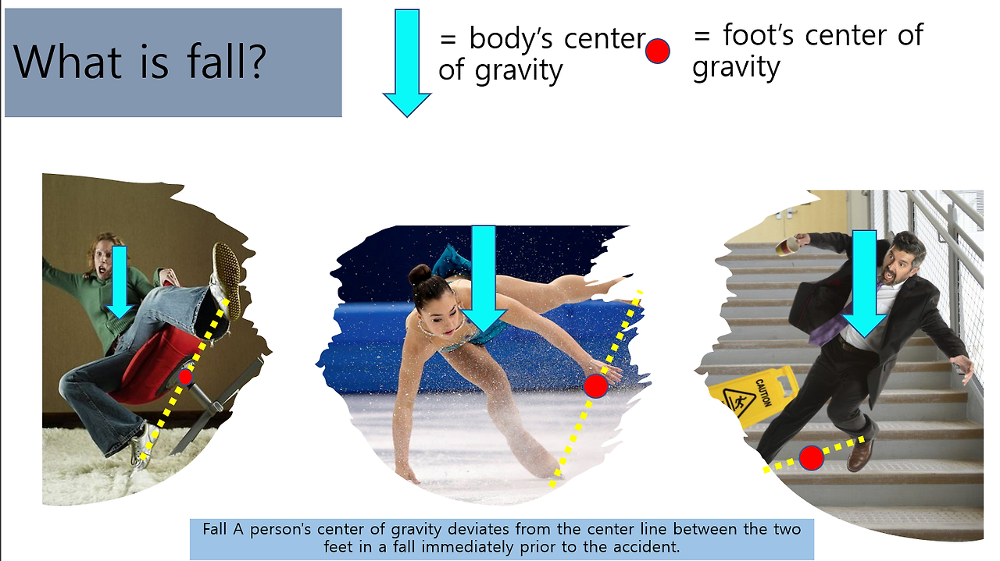 What is fall?
= body's center
of gravity
= foot's center of
gravity
CAUTION
Fall A person's center of gravity deviates from the center line between the two
feet in a fall immediately prior to the accident.